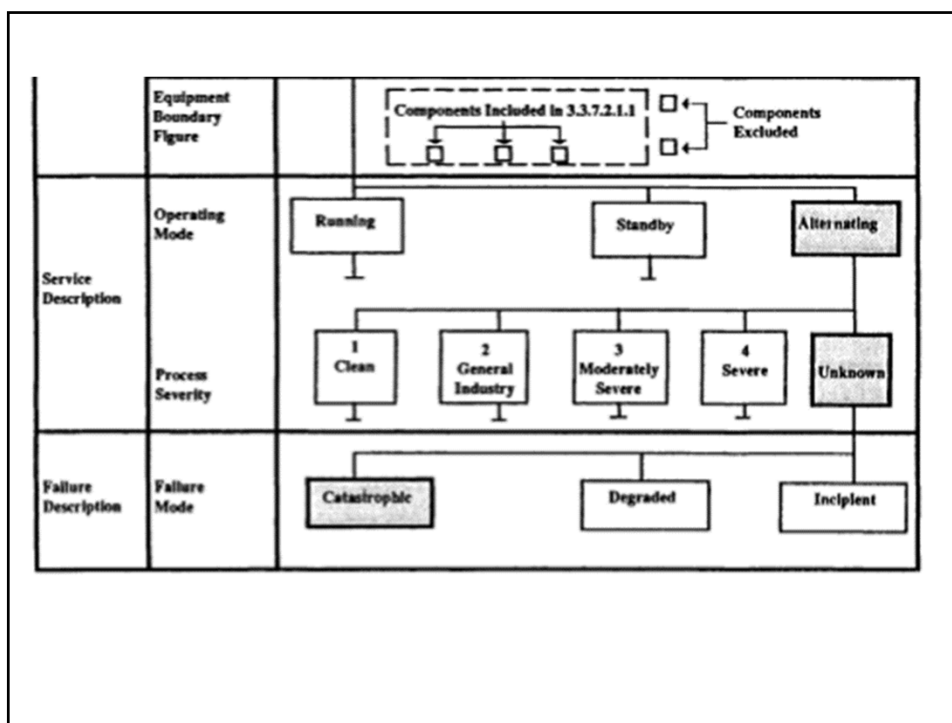 Equipment
Boundary
Figure
Components Included in 3.3.7.2.1.1
Components
Excluded
Service
Description
Operating
Mode
Running
Standby
Alternating
Process
Severity
1
Clean
2
General
Industry
3
Moderately
Severe
4
Severe
Unknown
Failure
Description
Failure
Mode
Catastrophic
Degraded
Incipient